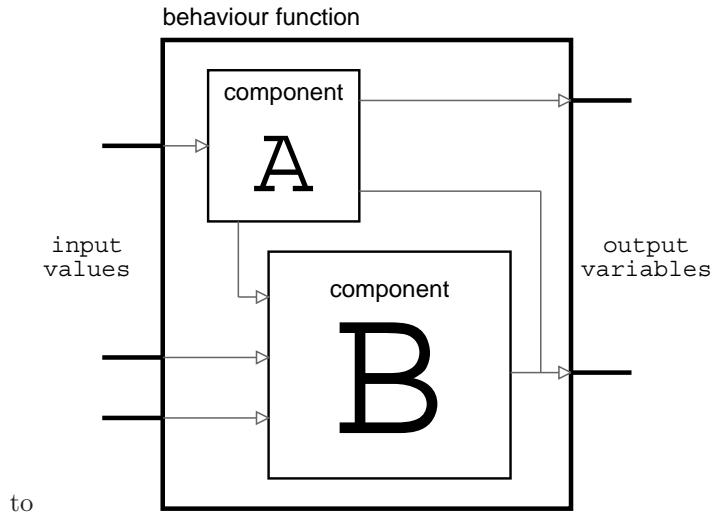 behaviour function
component
A
input
values
output
variables
component
B
to